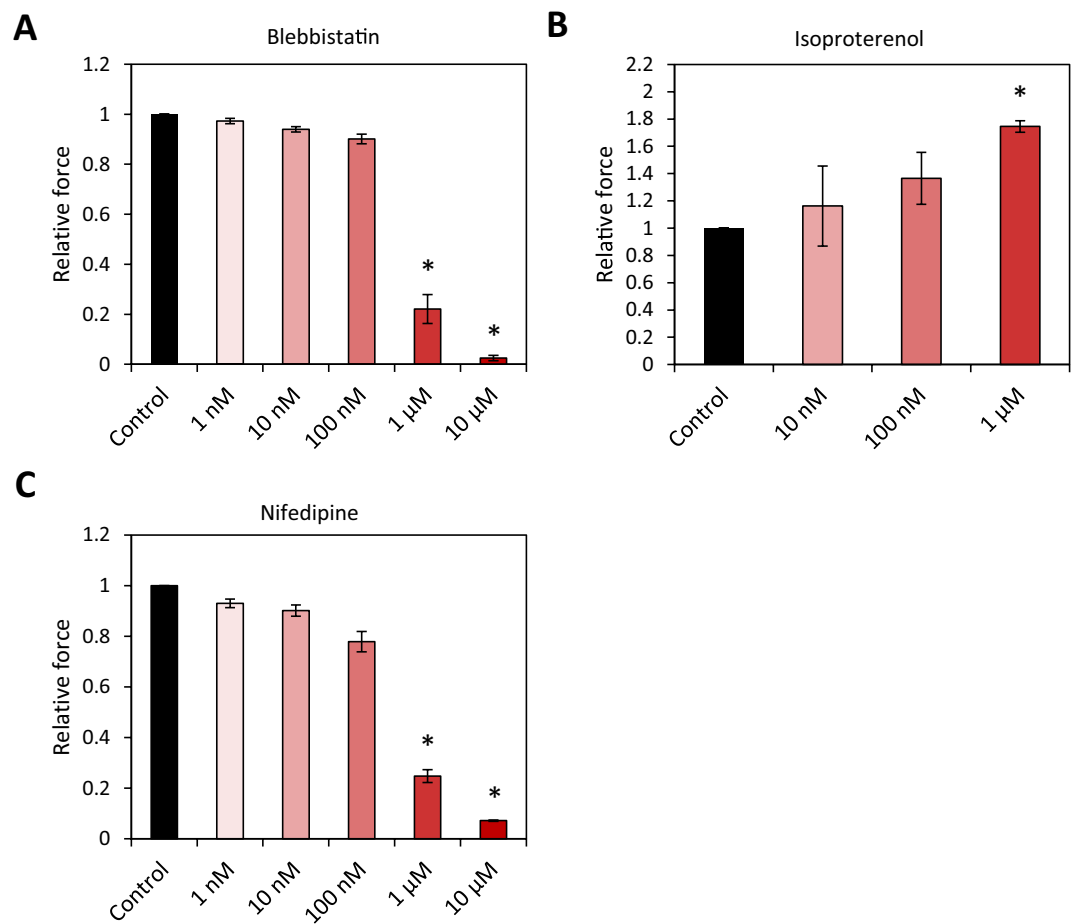 A
Blebbistatin
Relative force
1.2
1
0.8
0.6
0.4
0.2
0
*
*
Control
1 nM
10 nM
100 nM
1 µM
10 µM
B
Isoproterenol
Relative force
2.2
2
1.8
1.6
1.4
1.2
1
0.8
0.6
0.4
0.2
0
*
Control
10 nM
100 nM
1 µM
C
Nifedipine
Relative force
1.2
1
0.8
0.6
0.4
0.2
0
*
*
Control
1 nM
10 nM
100 nM
1 µM
10 µM